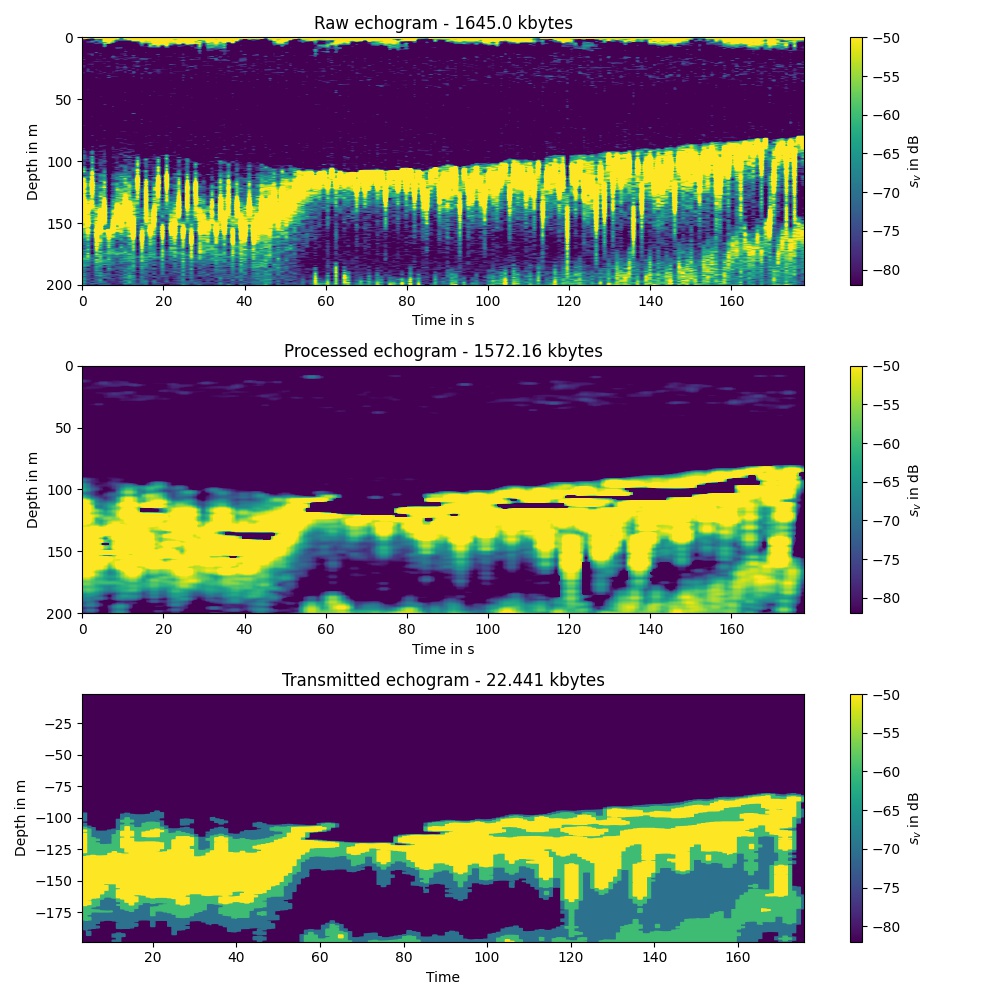 Raw echogram - 1645.0 kbytes
0
50
100
150
200
Depth in m
0 20 40 60 80 100 120 140 160
Time in s
−50
−55
−60
−65
−70
−75
−80
sv in dB
Processed echogram - 1572.16 kbytes
0
50
100
150
200
Depth in m
0 20 40 60 80 100 120 140 160
Time in s
−50
−55
−60
−65
−70
−75
−80
sv in dB
Transmitted echogram - 22.441 kbytes
−25
−50
−75
−100
−125
−150
−175
Depth in m
20 40 60 80 100 120 140 160
Time
−50
−55
−60
−65
−70
−75
−80
sv in dB